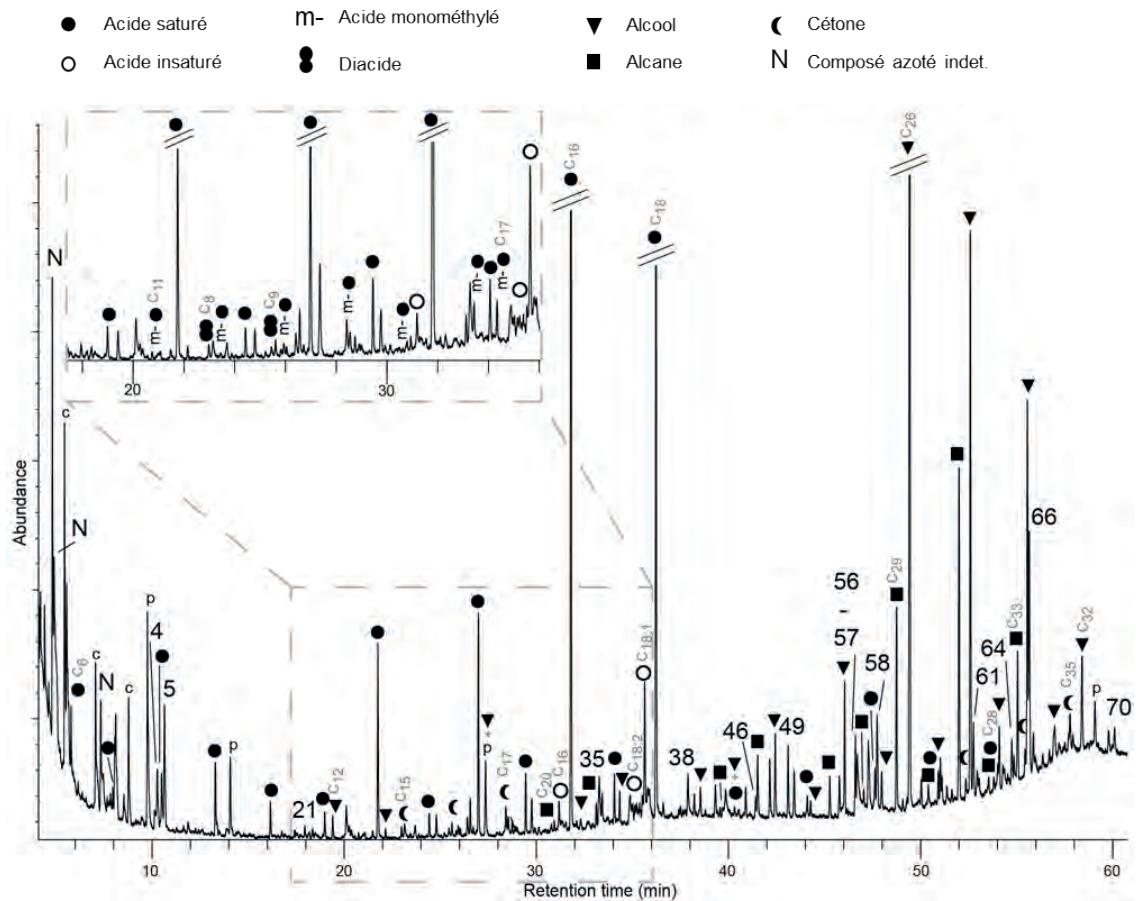 Acide saturé
m- Acide monométhylé
Alcool
Cétone
Acide insaturé
Diacide
Alcane
N Composé azoté indet.
C26
C16
C18
N
C11
m-
C8
m-
C9
m-
m-
m-
m-
C17
m-
20
30
c
N
Abundance
C6
c
N
c
p
4
5
p
21
C12
C15
p
+
C17
C20
C16
35
C18:2
C18:1
38
46
+
49
56
-
57
58
C29
61
64
C33
66
C28
C35
C32
p
70
10
20
30
40
50
60
Retention time (min)